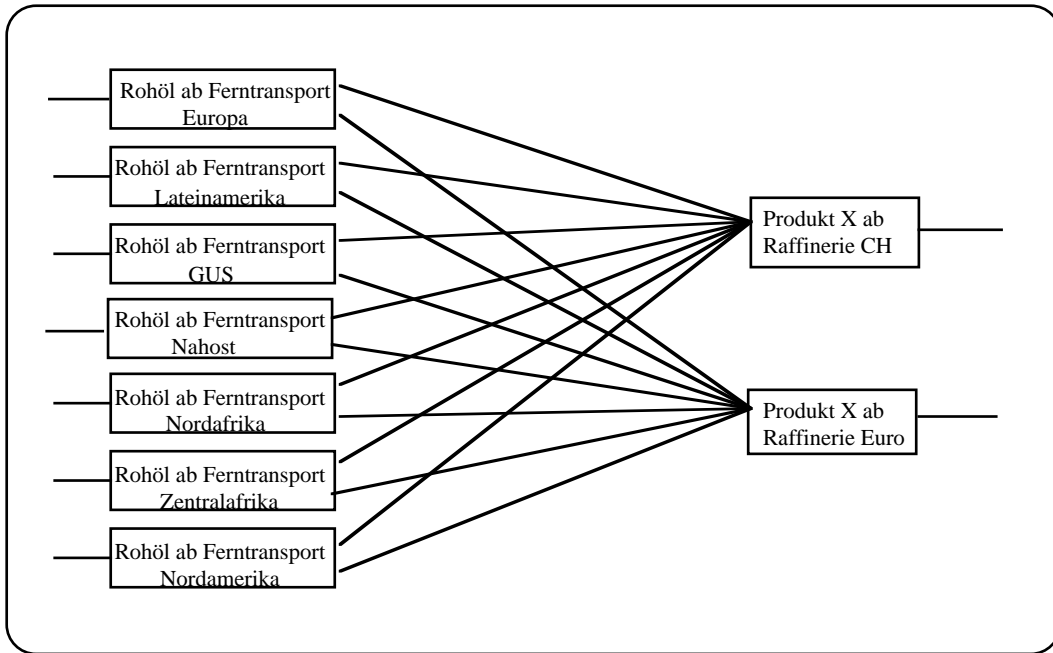 Rohöl ab Ferntransport
Europa
Rohöl ab Ferntransport
Lateinamerika
Rohöl ab Ferntransport
GUS
Rohöl ab Ferntransport
Nahost
Rohöl ab Ferntransport
Nordafrika
Rohöl ab Ferntransport
Zentralafrika
Rohöl ab Ferntransport
Nordamerika
Produkt X ab
Raffinerie CH
Produkt X ab
Raffinerie Euro